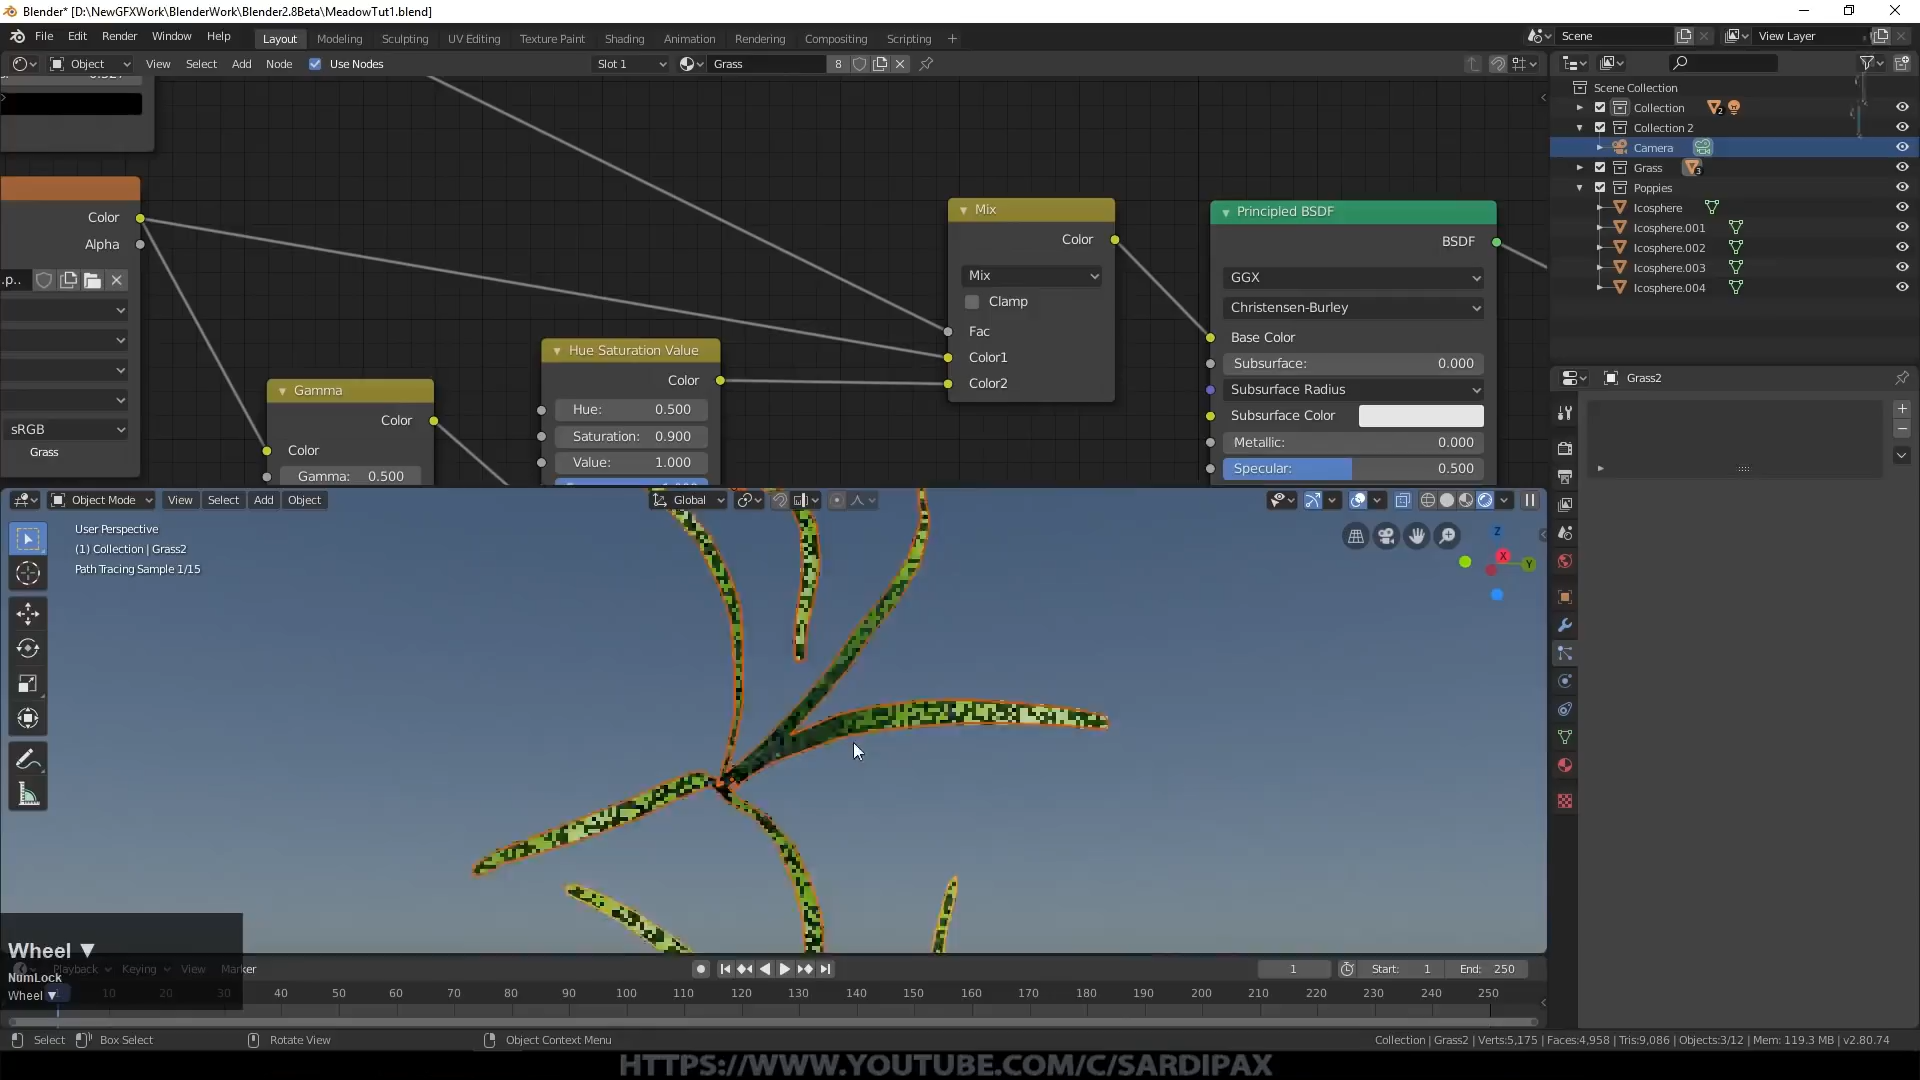 Blender* [D:\NewGFXWork\BlenderWork\Blender2.8Beta\MeadowTut1.blend]
File Edit Render Window Help Layout Modeling Sculpting UV Editing Texture Paint Shading Animation Rendering Compositing Scripting + Scene View Layer
Object View Select Add Node Use Nodes Slot 1 Grass 8
Scene Collection
Collection 2
Collection 2
Camera
Grass 3
Poppies
Icosphere
Icosphere.001
Icosphere.002
Icosphere.003
Icosphere.004
Color
Alpha
.p..
sRGB
Grass
Gamma
Color
Color
Gamma: 0.500
Hue Saturation Value
Color
Hue: 0.500
Saturation: 0.900
Value: 1.000
Mix
Color
Mix
Clamp
Fac
Color1
Color2
Principled BSDF
BSDF
GGX
Christensen-Burley
Base Color
Subsurface: 0.000
Subsurface Radius
Subsurface Color
Metallic: 0.000
Specular: 0.500
Grass2
Object Mode View Select Add Object Global
User Perspective
(1) Collection | Grass2
Path Tracing Sample 1/15
Z
X
Y
Wheel ▼
NumLock
Wheel ▼
Playback Keying View Marker 1 Start: 1 End: 250
10 20 30 40 50 60 70 80 90 100 110 120 130 140 150 160 170 180 190 200 210 220 230 240 250
Select Box Select Rotate View Object Context Menu Collection | Grass2 | Verts:5,175 | Faces:4,958 | Tris:9,086 | Objects:3/12 | Mem: 119.3 MB | v2.80.74
HTTPS://WWW.YOUTUBE.COM/C/SARDIPAX